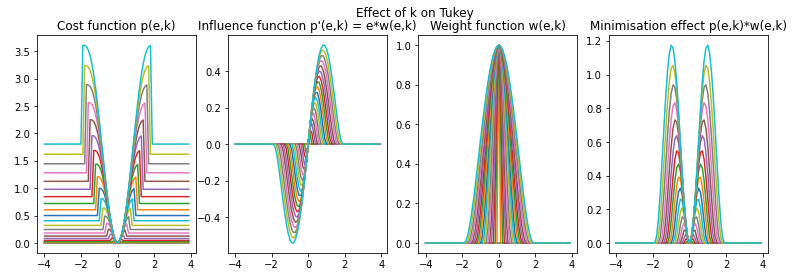 Effect of k on Tukey
Cost function p(e,k)
Influence function p'(e,k) = e*w(e,k)
Weight function w(e,k)
Minimisation effect p(e,k)*w(e,k)
3.5
3.0
2.5
2.0
1.5
1.0
0.5
0.0
−4 −2 0 2 4
0.4
0.2
0.0
−0.2
−0.4
−4 −2 0 2 4
1.0
0.8
0.6
0.4
0.2
0.0
−4 −2 0 2 4
1.2
1.0
0.8
0.6
0.4
0.2
0.0
−4 −2 0 2 4